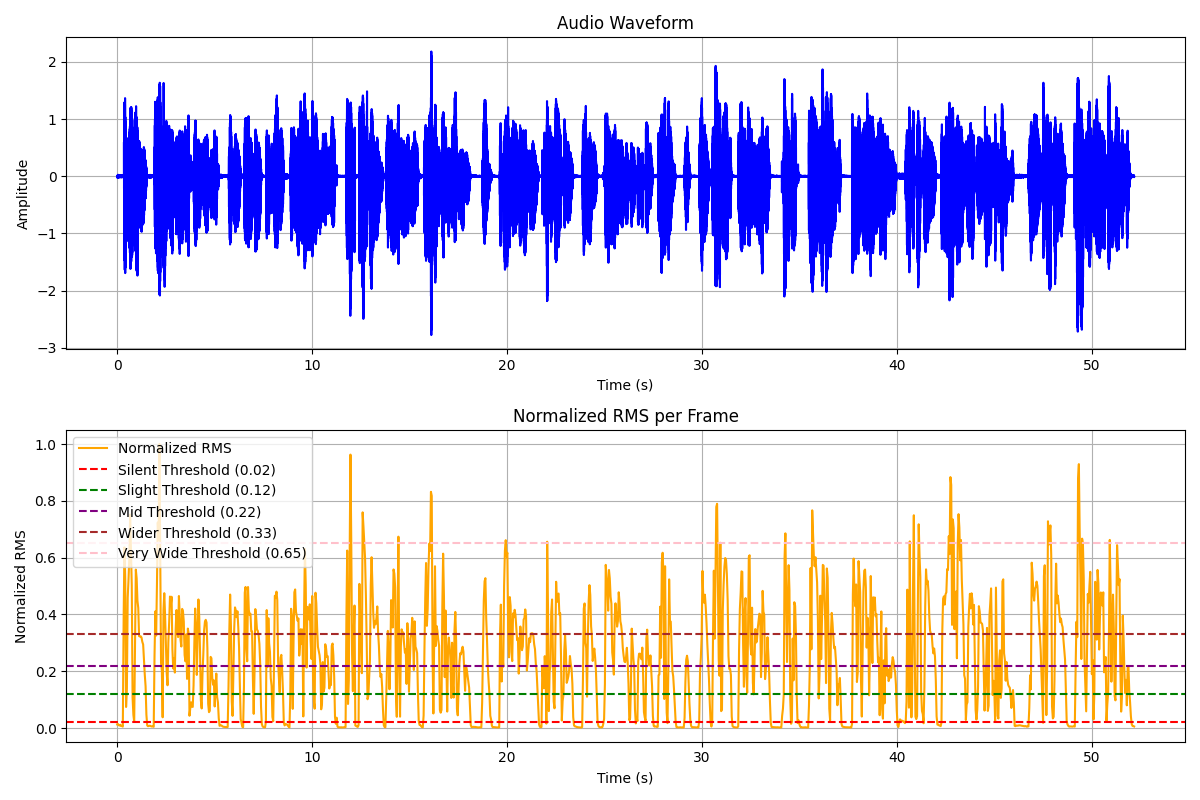 Audio Waveform
2
1
0
−1
−2
−3
Amplitude
0 10 20 30 40 50
Time (s)
Normalized RMS per Frame
1.0
0.8
0.6
0.4
0.2
0.0
Normalized RMS
Normalized RMS
Silent Threshold (0.02)
Slight Threshold (0.12)
Mid Threshold (0.22)
Wider Threshold (0.33)
Very Wide Threshold (0.65)
0 10 20 30 40 50
Time (s)